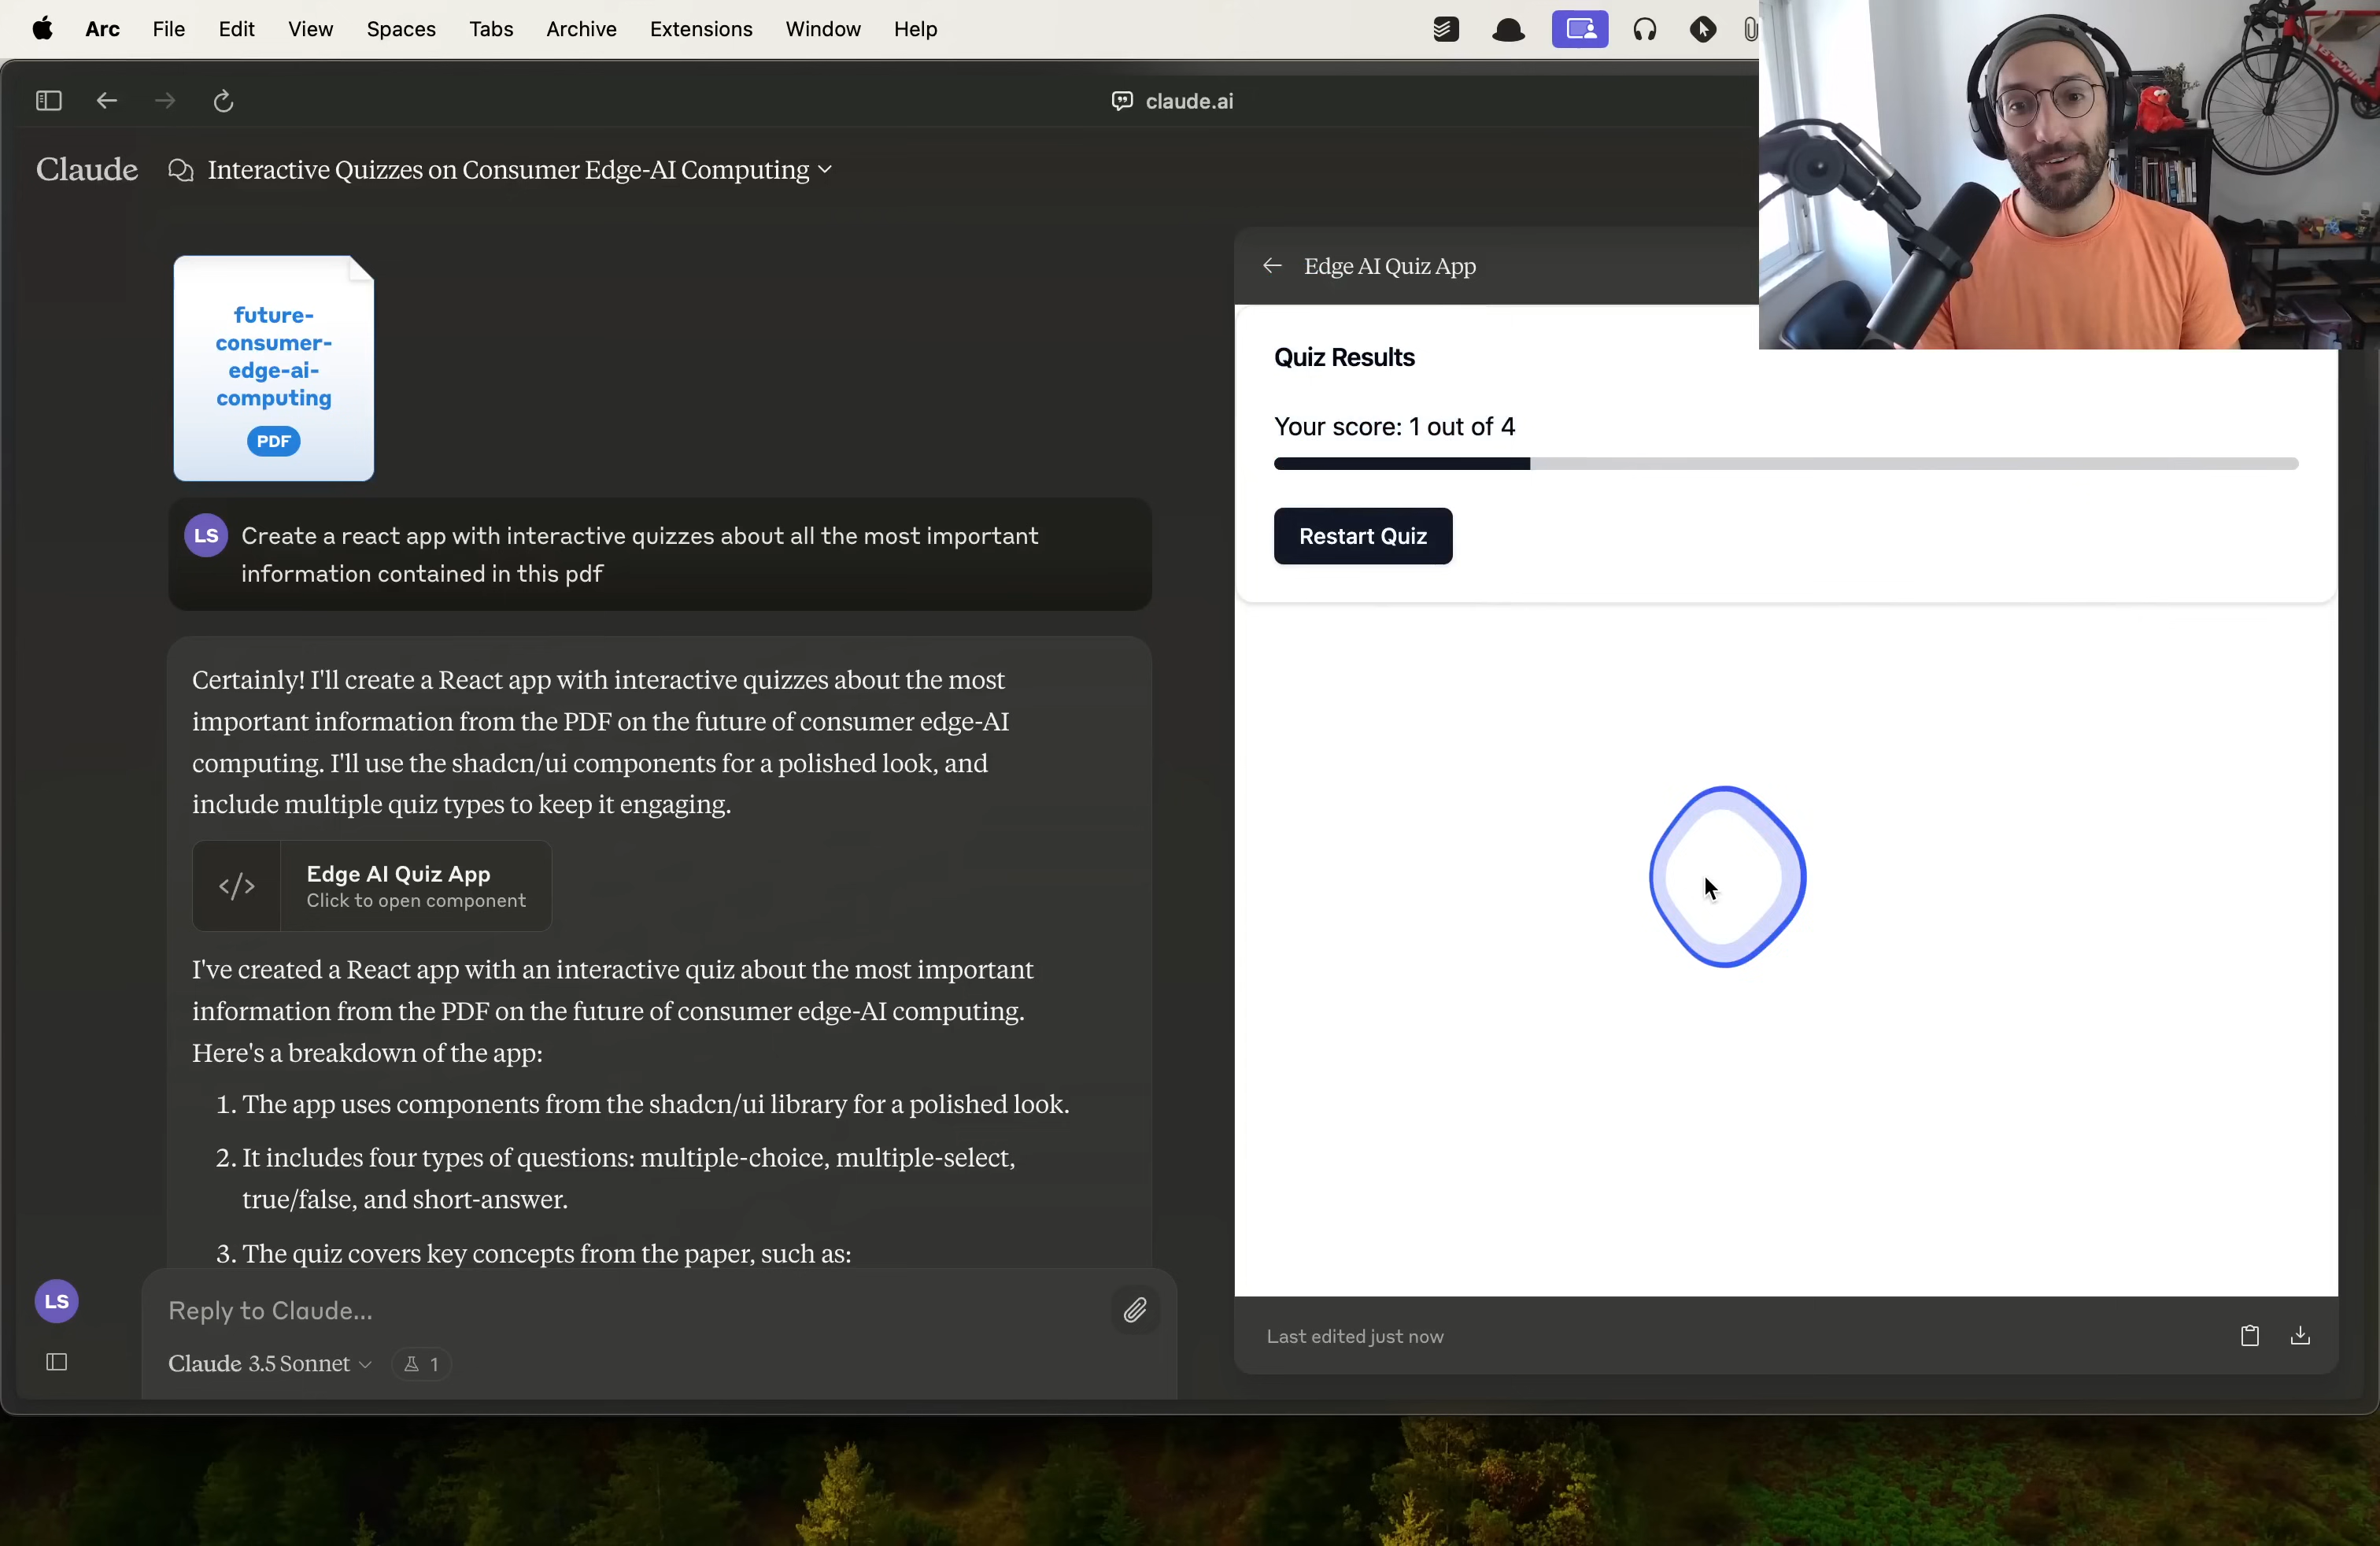 Arc File Edit View Spaces Tabs Archive Extensions Window Help
claude.ai
Claude
Interactive Quizzes on Consumer Edge-AI Computing
future-
consumer-
edge-ai-
computing
PDF
LS
Create a react app with interactive quizzes about all the most important
information contained in this pdf
Certainly! I'll create a React app with interactive quizzes about the most
important information from the PDF on the future of consumer edge-AI
computing. I'll use the shadcn/ui components for a polished look, and
include multiple quiz types to keep it engaging.
</>
Edge AI Quiz App
Click to open component
I've created a React app with an interactive quiz about the most important
information from the PDF on the future of consumer edge-AI computing.
Here's a breakdown of the app:
1. The app uses components from the shadcn/ui library for a polished look.
2. It includes four types of questions: multiple-choice, multiple-select,
true/false, and short-answer.
3. The quiz covers key concepts from the paper, such as:
LS
Reply to Claude...
Claude 3.5 Sonnet 1
Edge AI Quiz App
Quiz Results
Your score: 1 out of 4
Restart Quiz
Last edited just now